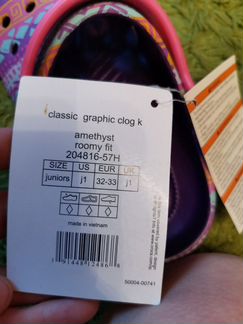 classic graphic clog k
amethyst
roomy fit
204816-57H
SIZE US EUR UK
juniors j1 32-33 j1
made in vietnam
50004-00741